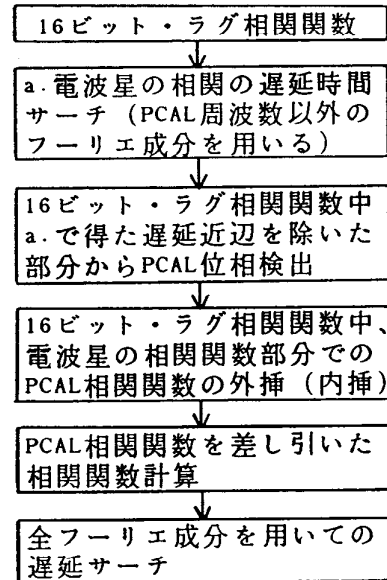 16ビット・ラグ相関関数
a.電波星の相関の遅延時間
サーチ（PCAL周波数以外の
フーリエ成分を用いる）
16ビット・ラグ相関関数中
a.で得た遅延近辺を除いた
部分からPCAL位相検出
16ビット・ラグ相関関数中、
電波星の相関関数部分での
PCAL相関関数の外挿（内挿）
PCAL相関関数を差し引いた
相関関数計算
全フーリエ成分を用いての
遅延サーチ